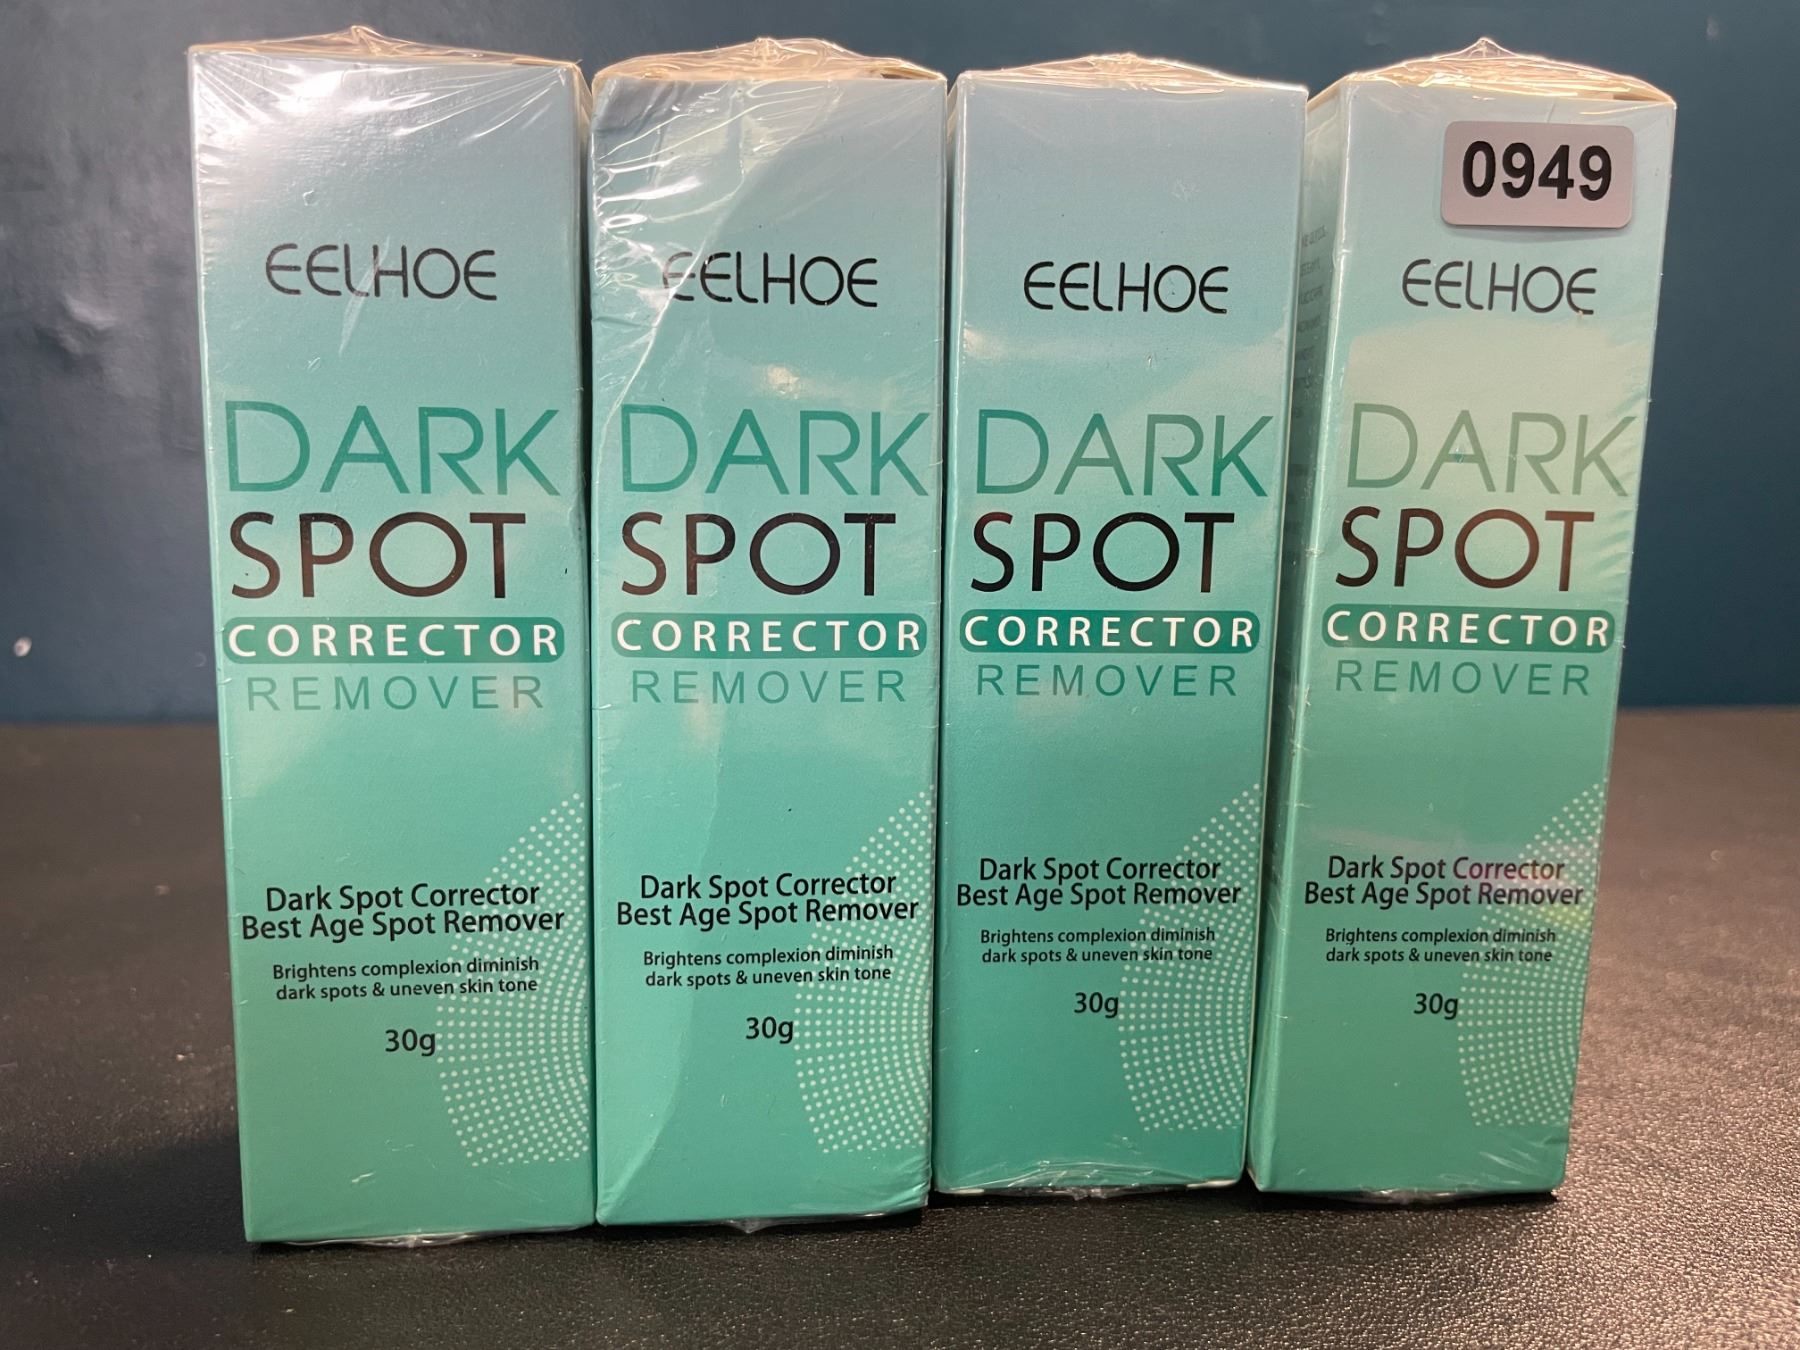 EELHOE
DARK
SPOT
CORRECTOR
REMOVER
Dark Spot Corrector
Best Age Spot Remover
Brightens complexion diminish
dark spots & uneven skin tone
30g
EELHOE
DARK
SPOT
CORRECTOR
REMOVER
Dark Spot Corrector
Best Age Spot Remover
Brightens complexion diminish
dark spots & uneven skin tone
30g
EELHOE
DARK
SPOT
CORRECTOR
REMOVER
Dark Spot Corrector
Best Age Spot Remover
Brightens complexion diminish
dark spots & uneven skin tone
30g
0949
EELHOE
DARK
SPOT
CORRECTOR
REMOVER
Dark Spot Corrector
Best Age Spot Remover
Brightens complexion diminish
dark spots & uneven skin tone
30g